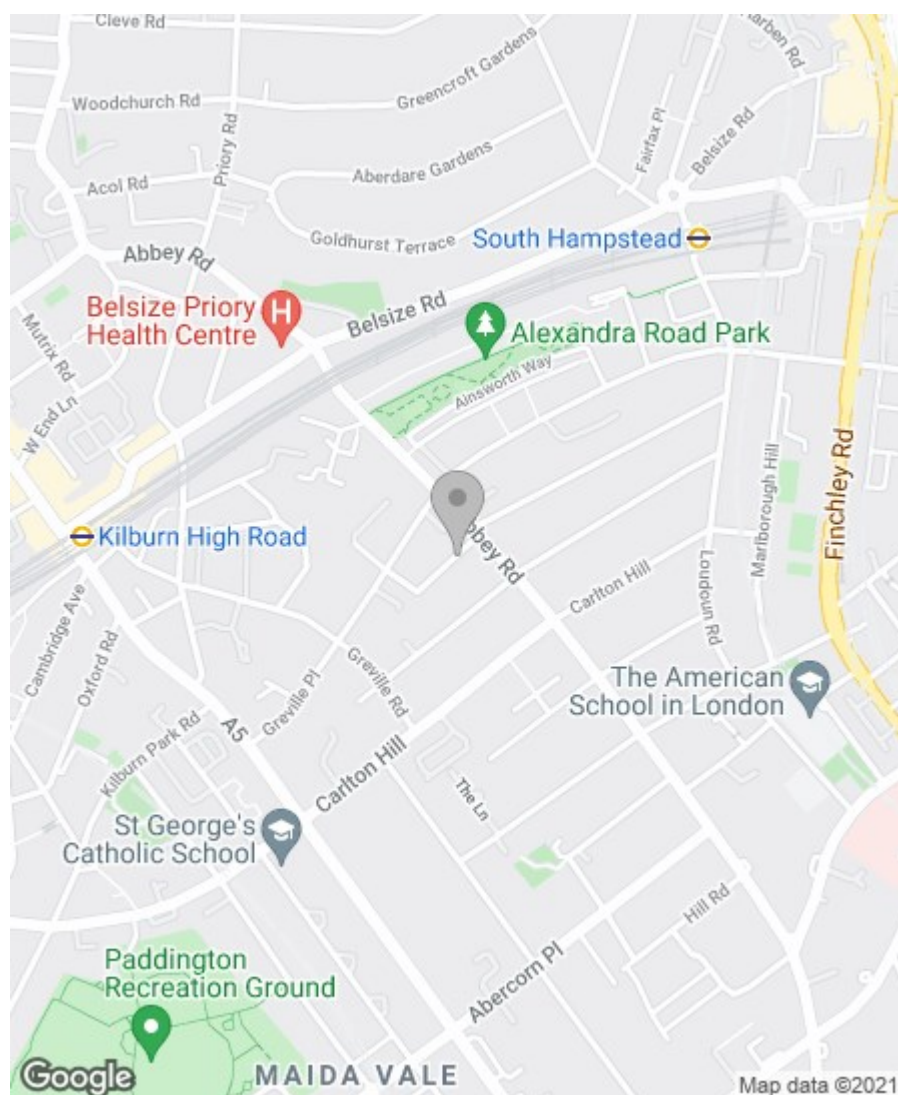 Cleve Rd
Harben Rd
Greencroft Gardens
Woodchurch Rd
Priory Rd
Fairfax Pl
Belsize Rd
Aberdare Gardens
Acol Rd
Goldhurst Terrace
South Hampstead
Abbey Rd
Belsize Priory
Health Centre
H
Belsize Rd
Alexandra Road Park
Mutrix Rd
Ainsworth Way
W End Ln
Marlborough Hill
Finchley Rd
Kilburn High Road
Abbey Rd
Loudoun Rd
Cambridge Ave
Oxford Rd
Carlton Hill
Greville Pl
Greville Rd
The American
School in London
Kilburn Park Rd
A5
Carlton Hill
The Ln
St George's
Catholic School
Hill Rd
Abercorn Pl
Paddington
Recreation Ground
MAIDA VALE
Google
Map data ©2021